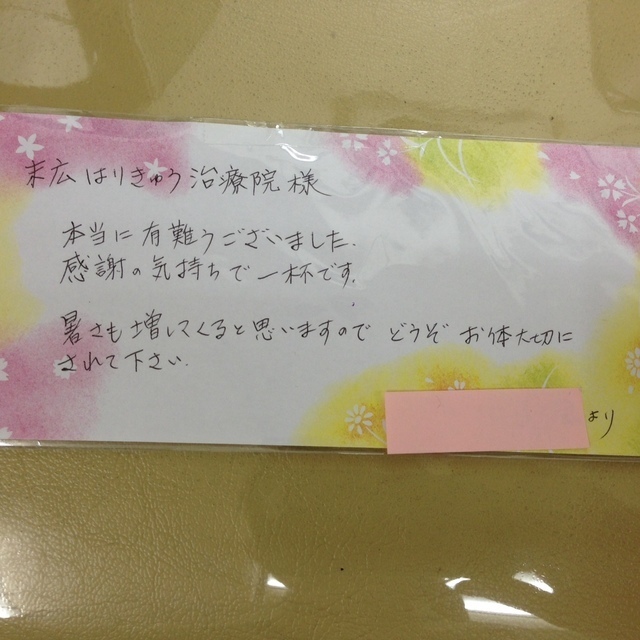 末広はりきゅう治療院様
本当に有難うございました.
感謝の気持ちで一杯です.
暑さも増してくると思いますので どうぞ お体大切に
されて下さい.
より